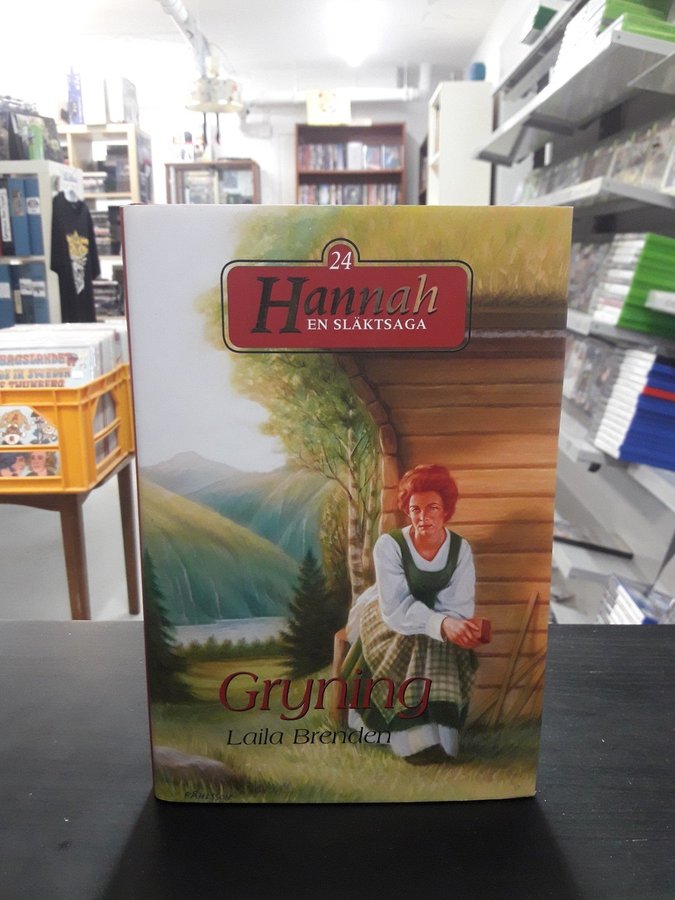 24
Hannah
EN SLÄKTSAGA
Gryning
Laila Brenden